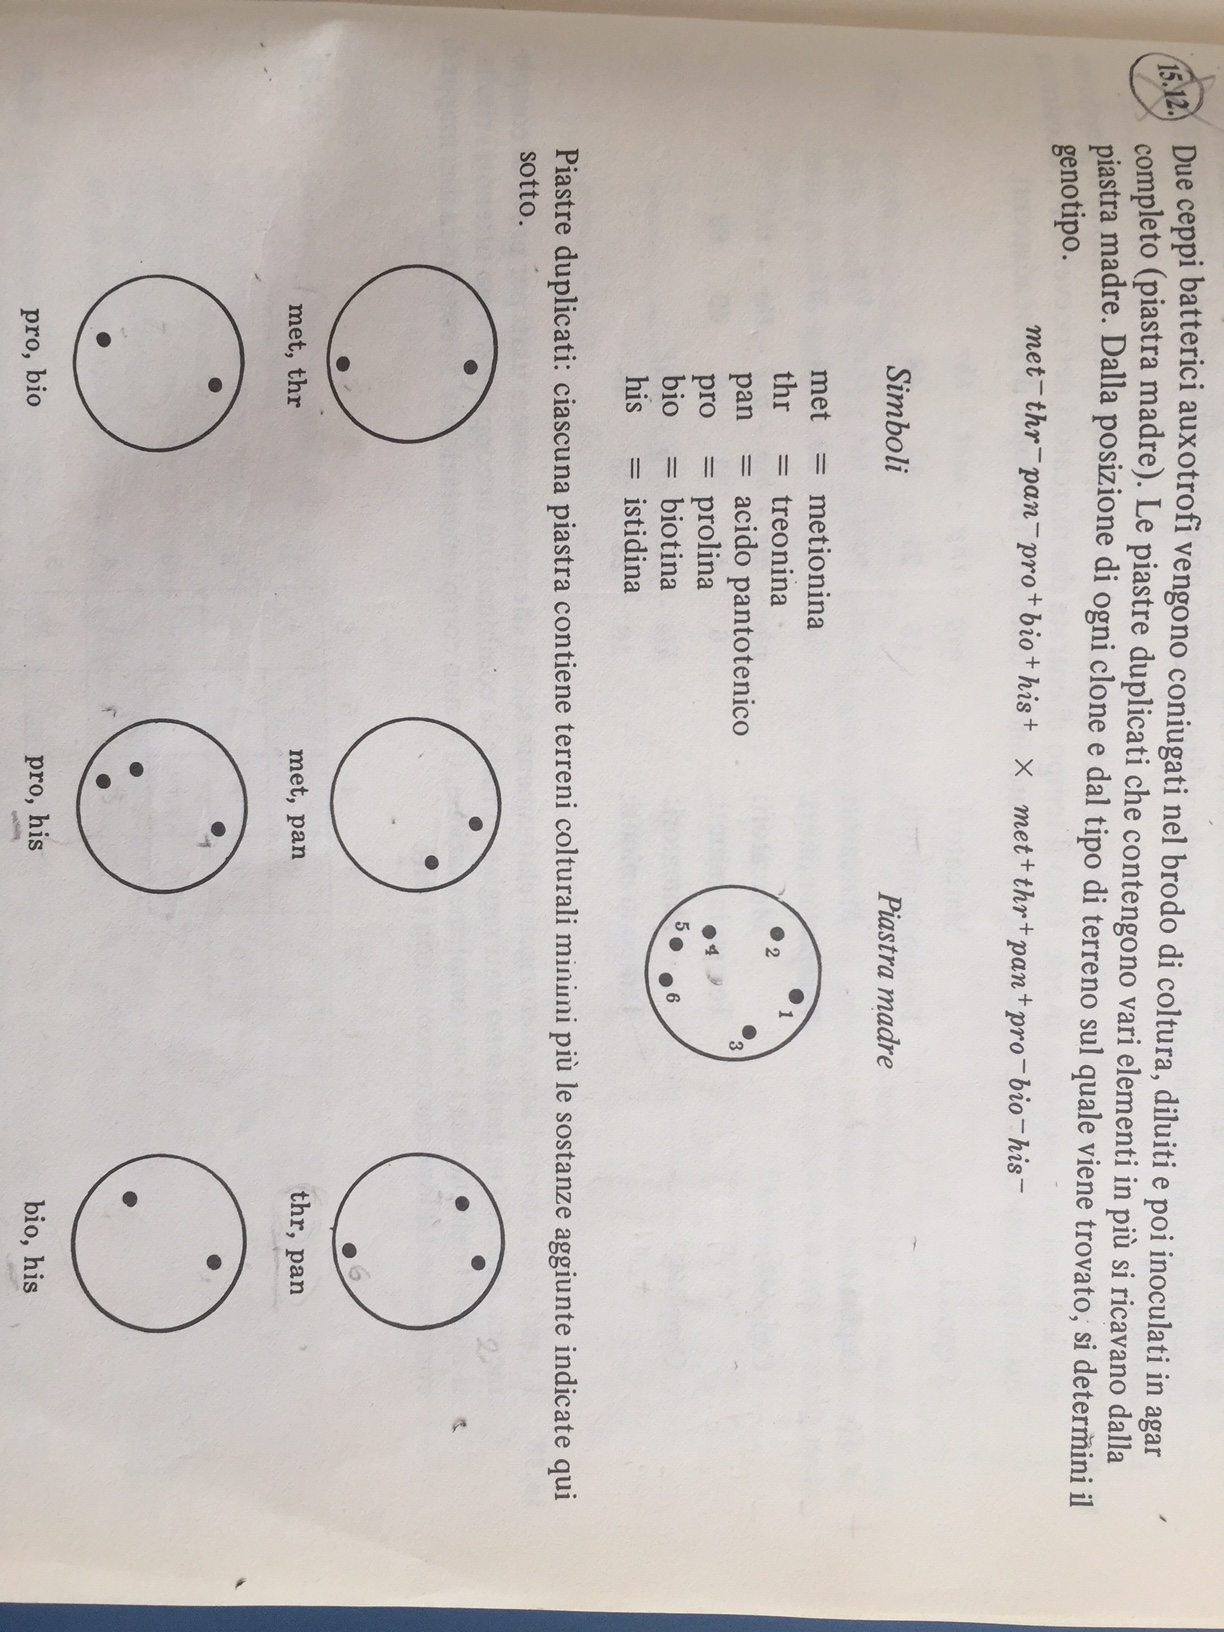 15.12. Due ceppi batterici auxotrofi vengono coniugati nel brodo di coltura, diluiti e poi inoculati in agar
completo (piastra madre). Le piastre duplicati che contengono vari elementi in più si ricavano dalla
piastra madre. Dalla posizione di ogni clone e dal tipo di terreno sul quale viene trovato, si determini il
genotipo.
met⁻thr⁻pan⁻pro⁺bio⁺his⁺ × met⁺thr⁺pan⁺pro⁻bio⁻his⁻
Simboli
Piastra madre
met = metionina
thr = treonina
pan = acido pantotenico
pro = prolina
bio = biotina
his = istidina
1
2
3
4
5
6
Piastre duplicati: ciascuna piastra contiene terreni colturali minimi più le sostanze aggiunte indicate qui
sotto.
6
met, thr
met, pan
thr, pan
pro, bio
pro, his
bio, his